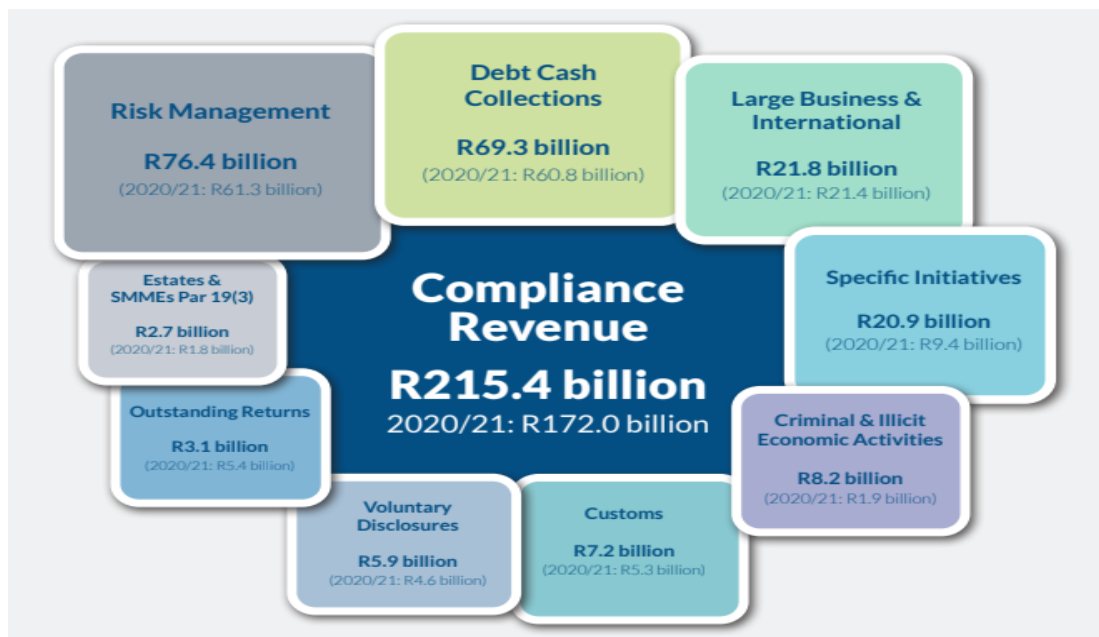 Risk Management
R76.4 billion
(2020/21: R61.3 billion)
Debt Cash
Collections
R69.3 billion
(2020/21: R60.8 billion)
Large Business &
International
R21.8 billion
(2020/21: R21.4 billion)
Estates &
SMMEs Par 19(3)
R2.7 billion
(2020/21: R1.8 billion)
Compliance
Revenue
R215.4 billion
2020/21: R172.0 billion
Specific Initiatives
R20.9 billion
(2020/21: R9.4 billion)
Outstanding Returns
R3.1 billion
(2020/21: R5.4 billion)
Criminal & Illicit
Economic Activities
R8.2 billion
(2020/21: R1.9 billion)
Voluntary
Disclosures
R5.9 billion
(2020/21: R4.6 billion)
Customs
R7.2 billion
(2020/21: R5.3 billion)